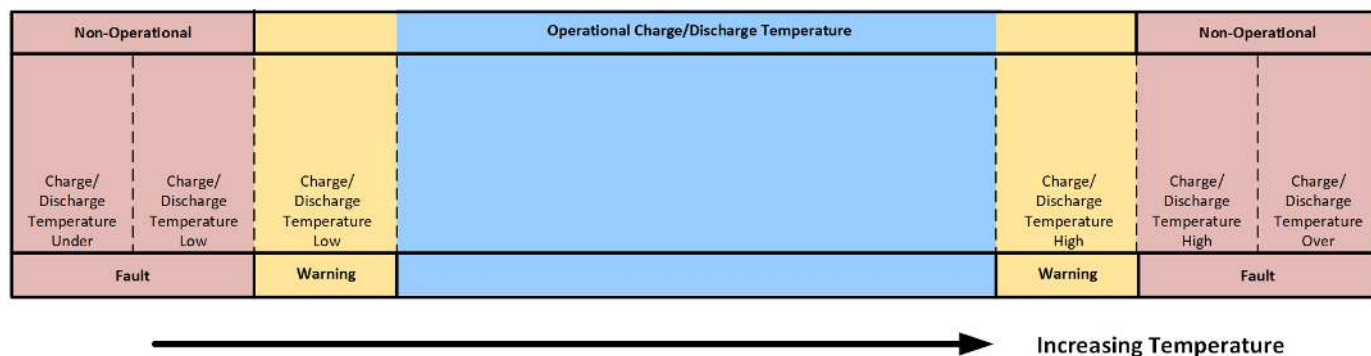 Non-Operational
Operational Charge/Discharge Temperature
Non-Operational
Charge/
Discharge
Temperature
Under
Charge/
Discharge
Temperature
Low
Charge/
Discharge
Temperature
Low
Charge/
Discharge
Temperature
High
Charge/
Discharge
Temperature
High
Charge/
Discharge
Temperature
Over
Fault
Warning
Warning
Fault
Increasing Temperature